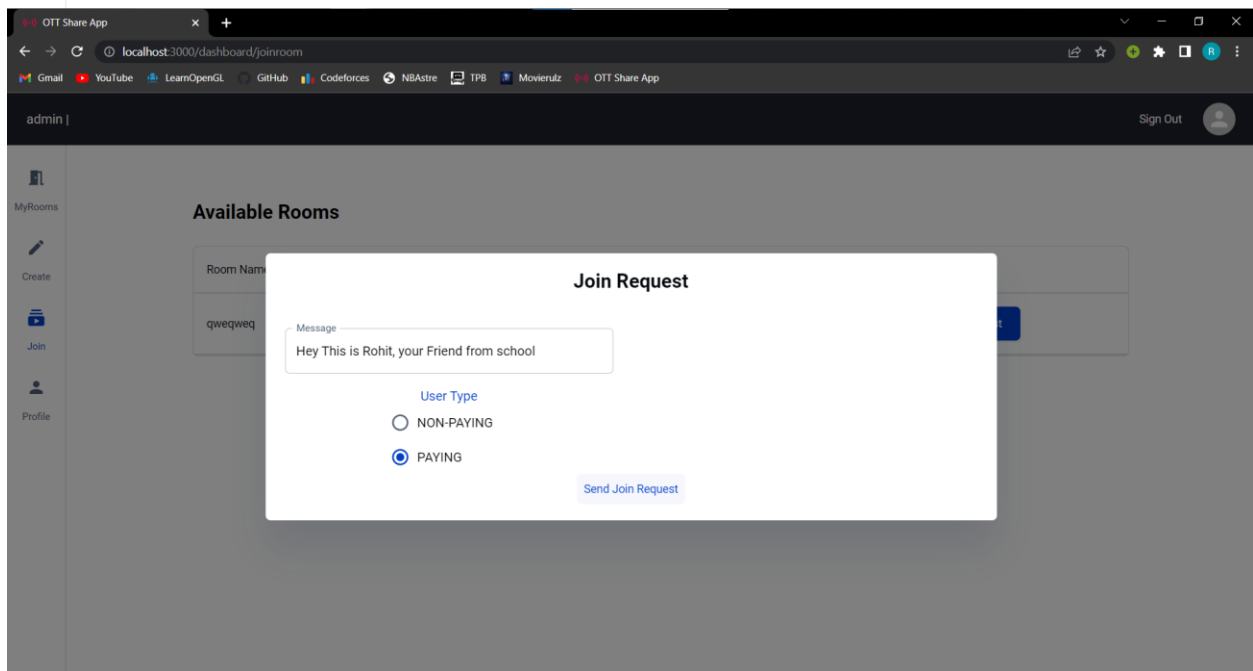 OTT Share App
localhost:3000/dashboard/joinroom
Gmail YouTube LearnOpenGL GitHub Codeforces NBAstre TPB Movierulz OTT Share App
admin |
Sign Out
MyRooms
Create
Join
Profile
Available Rooms
Room Nam
qweqweq
Join Request
Message
Hey This is Rohit, your Friend from school
User Type
NON-PAYING
PAYING
Send Join Request